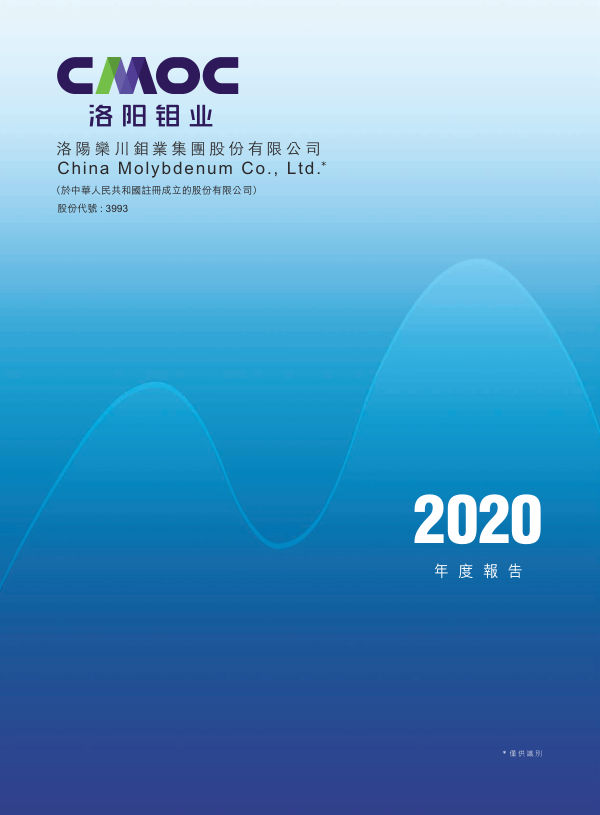 CMOC
洛阳钼业
洛陽欒川鉬業集團股份有限公司
China Molybdenum Co., Ltd.*
(於中華人民共和國註冊成立的股份有限公司)
股份代號 : 3993
2020
年度報告
* 僅供識別